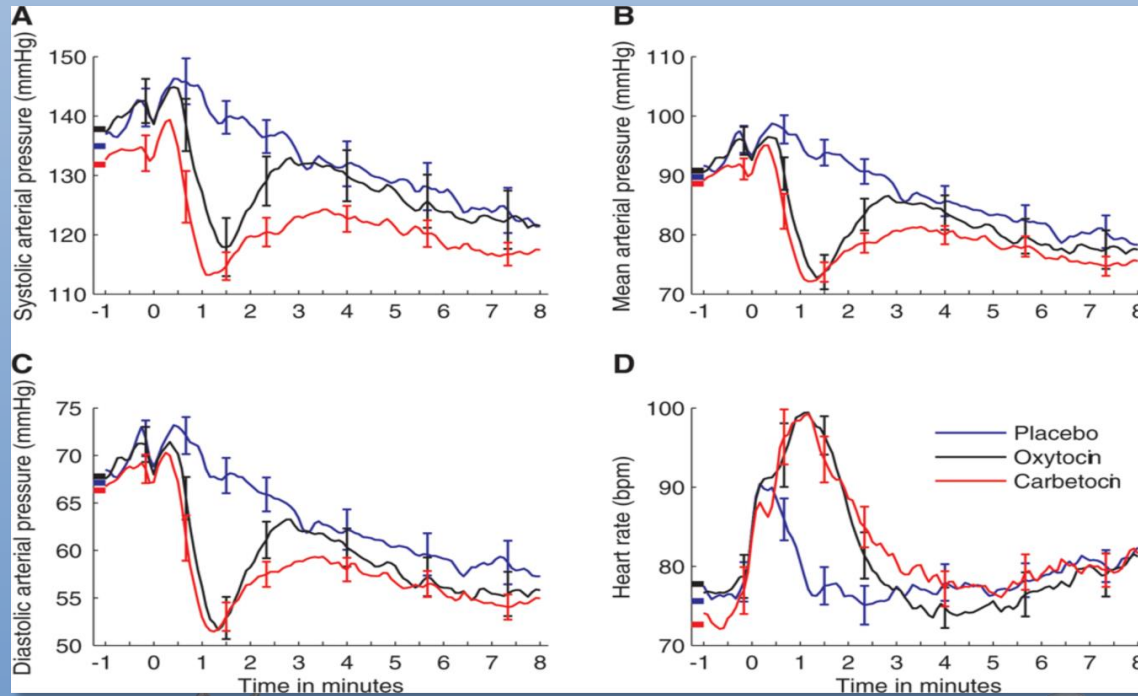 A
Systolic arterial pressure (mmHg)
150
140
130
120
110
-1 0 1 2 3 4 5 6 7 8
B
Mean arterial pressure (mmHg)
110
100
90
80
70
-1 0 1 2 3 4 5 6 7 8
C
Diastolic arterial pressure (mmHg)
75
70
65
60
55
50
-1 0 1 2 3 4 5 6 7 8
Time in minutes
D
Heart rate (bpm)
100
90
80
70
Placebo
Oxytocin
Carbetocin
-1 0 1 2 3 4 5 6 7 8
Time in minutes